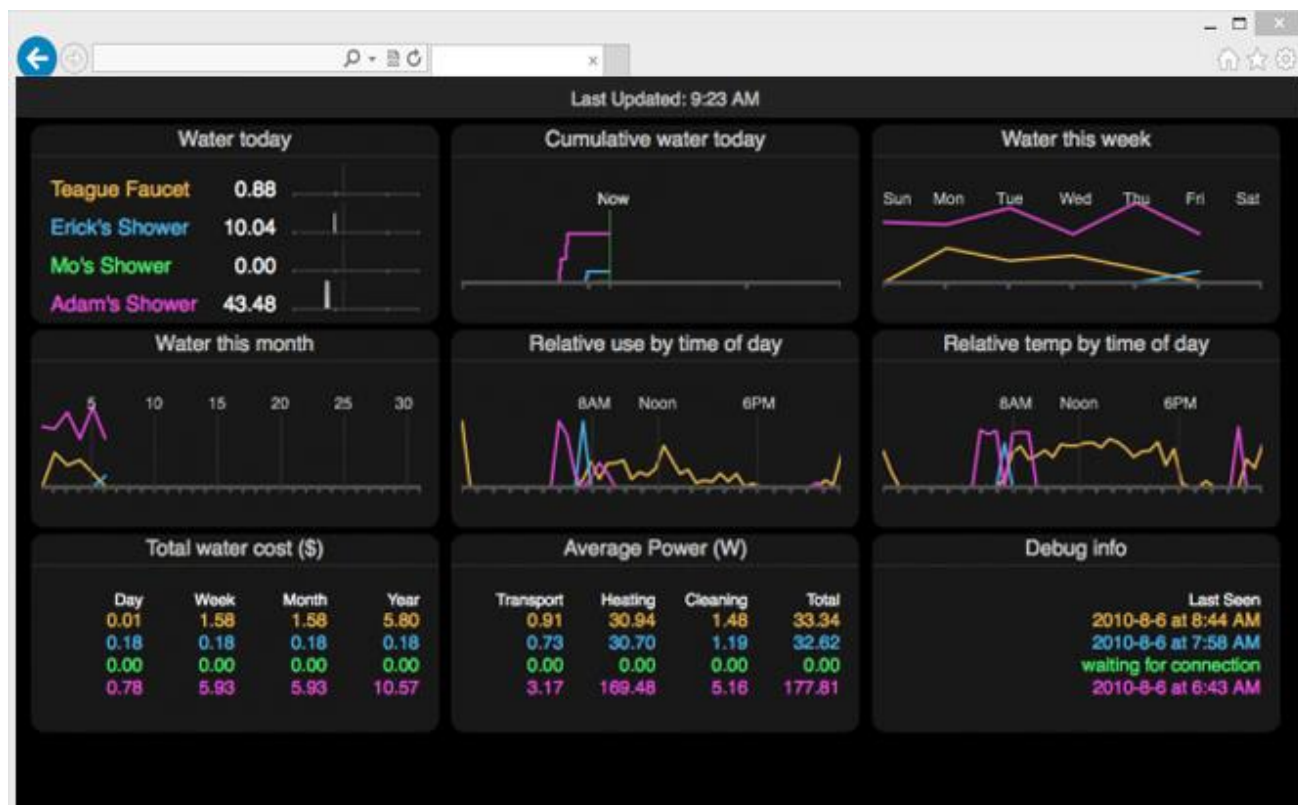 Last Updated: 9:23 AM
Water today
Teague Faucet 0.88
Erick's Shower 10.04
Mo's Shower 0.00
Adam's Shower 43.48
Cumulative water today
Now
Water this week
Sun Mon Tue Wed Thu Fri Sat
Water this month
5 10 15 20 25 30
Relative use by time of day
8AM Noon 6PM
Relative temp by time of day
8AM Noon 6PM
Total water cost ($)
Day Week Month Year
0.01 1.58 1.58 5.80
0.18 0.18 0.18 0.18
0.00 0.00 0.00 0.00
0.78 5.93 5.93 10.57
Average Power (W)
Transport Heating Cleaning Total
0.91 30.94 1.48 33.34
0.73 30.70 1.19 32.62
0.00 0.00 0.00 0.00
3.17 169.48 5.16 177.81
Debug info
Last Seen
2010-8-6 at 8:44 AM
2010-8-6 at 7:58 AM
waiting for connection
2010-8-6 at 6:43 AM